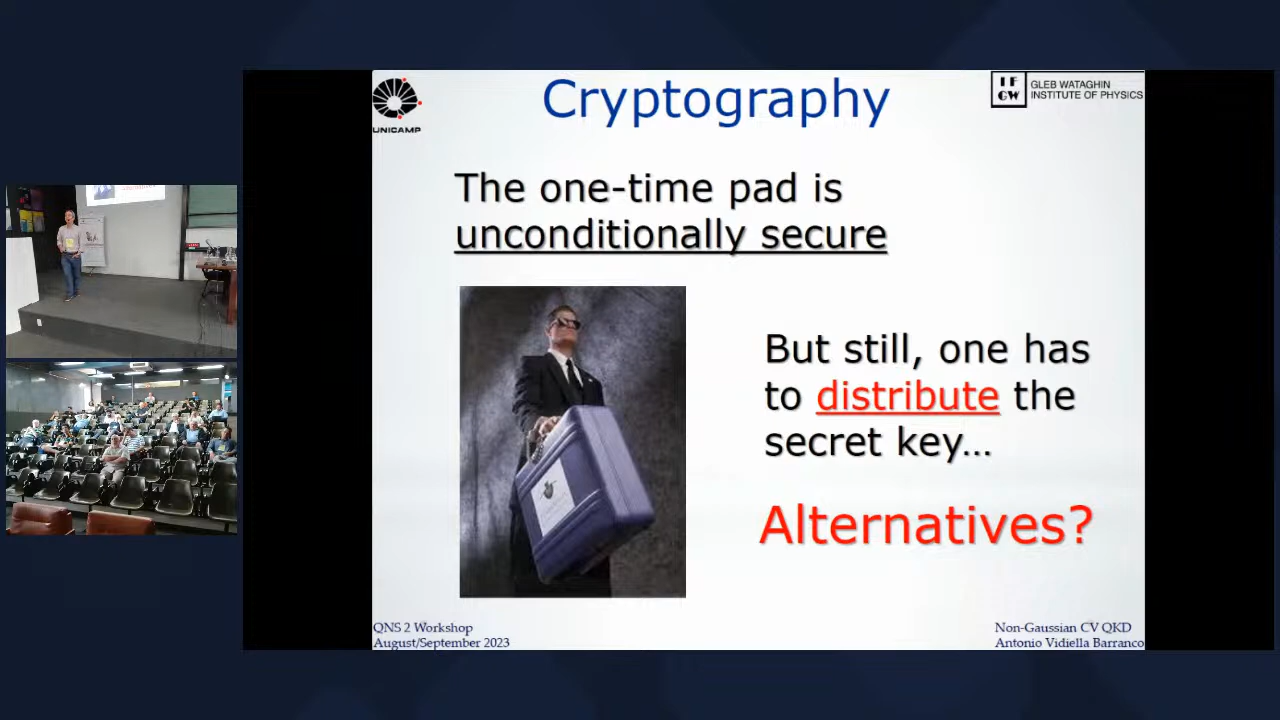 Cryptography
UNICAMP
I F
GW
GLEB WATAGHIN
INSTITUTE OF PHYSICS
The one-time pad is
unconditionally secure
But still, one has
to distribute the
secret key...
Alternatives?
QNS 2 Workshop
August/September 2023
Non-Gaussian CV QKD
Antonio Vidiella Barranco